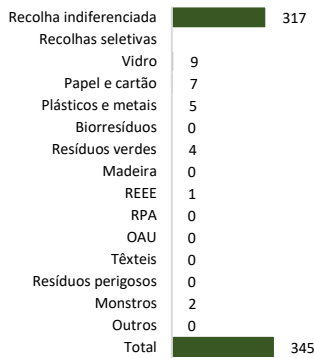 Recolha indiferenciada 317
Recolhas seletivas
Vidro 9
Papel e cartão 7
Plásticos e metais 5
Biorresíduos 0
Resíduos verdes 4
Madeira 0
REEE 1
RPA 0
OAU 0
Têxteis 0
Resíduos perigosos 0
Monstros 2
Outros 0
Total 345